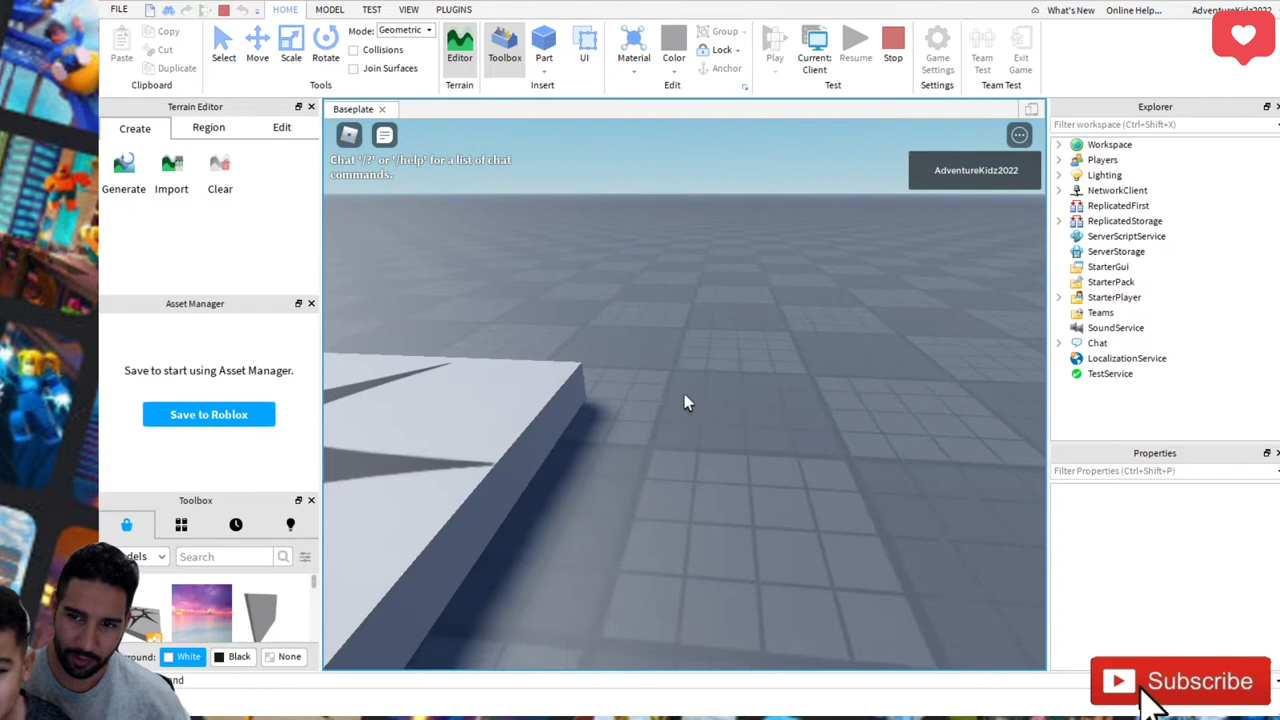 FILE HOME MODEL TEST VIEW PLUGINS What's New Online Help... AdventureKidz2022
Paste Copy Cut Duplicate Clipboard
Select Move Scale Rotate Mode: Geometric Collisions Join Surfaces Tools
Editor Terrain
Toolbox Part UI Insert
Material Color Group Lock Anchor Edit
Play Current: Client Resume Stop Test
Game Settings Settings
Team Test Exit Game Team Test
Terrain Editor
Create Region Edit
Generate Import Clear
Asset Manager
Save to start using Asset Manager.
Save to Roblox
Toolbox
Search
White Black None
Baseplate
Chat '/?' or '/help' for a list of chat
commands.
AdventureKidz2022
Explorer
Filter workspace (Ctrl+Shift+X)
Workspace
Players
Lighting
NetworkClient
ReplicatedFirst
ReplicatedStorage
ServerScriptService
ServerStorage
StarterGui
StarterPack
StarterPlayer
Teams
SoundService
Chat
LocalizationService
TestService
Properties
Filter Properties (Ctrl+Shift+P)
Subscribe